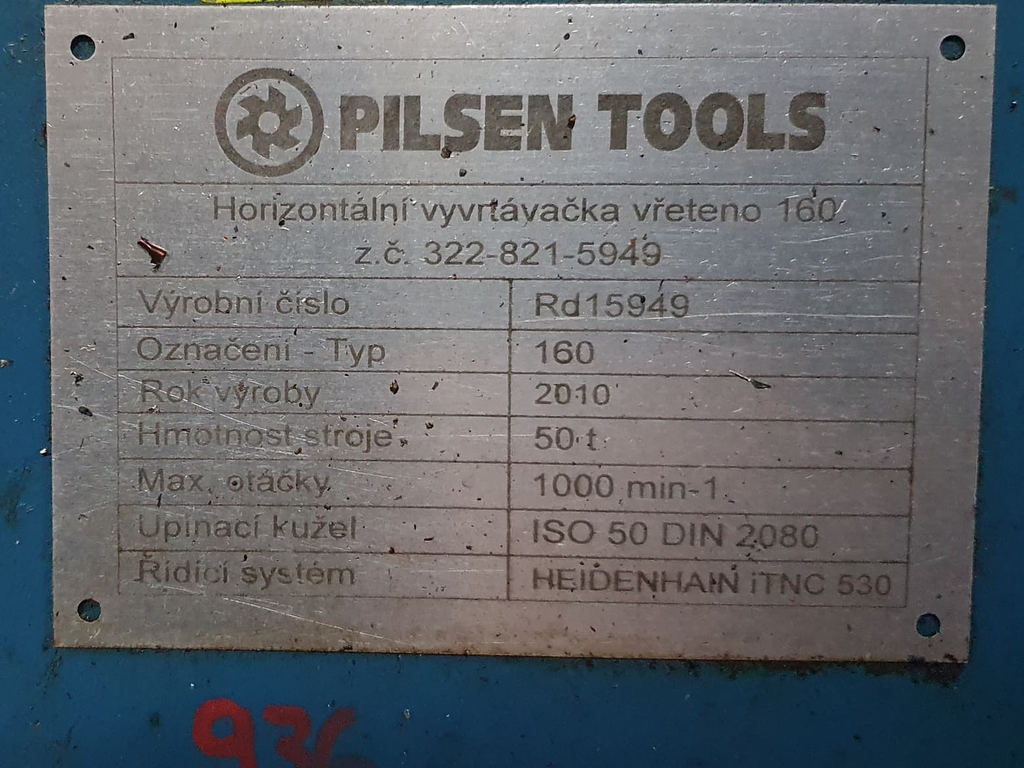 PILSEN TOOLS
Horizontální vyvrtávačka vřeteno 160
z.č. 322-821-5949
Výrobní číslo Rd15949
Označení - Typ 160
Rok výroby 2010
Hmotnost stroje 50 t
Max. otáčky 1000 min-1
Upínací kužel ISO 50 DIN 2080
Řídící systém HEIDENHAIN iTNC 530